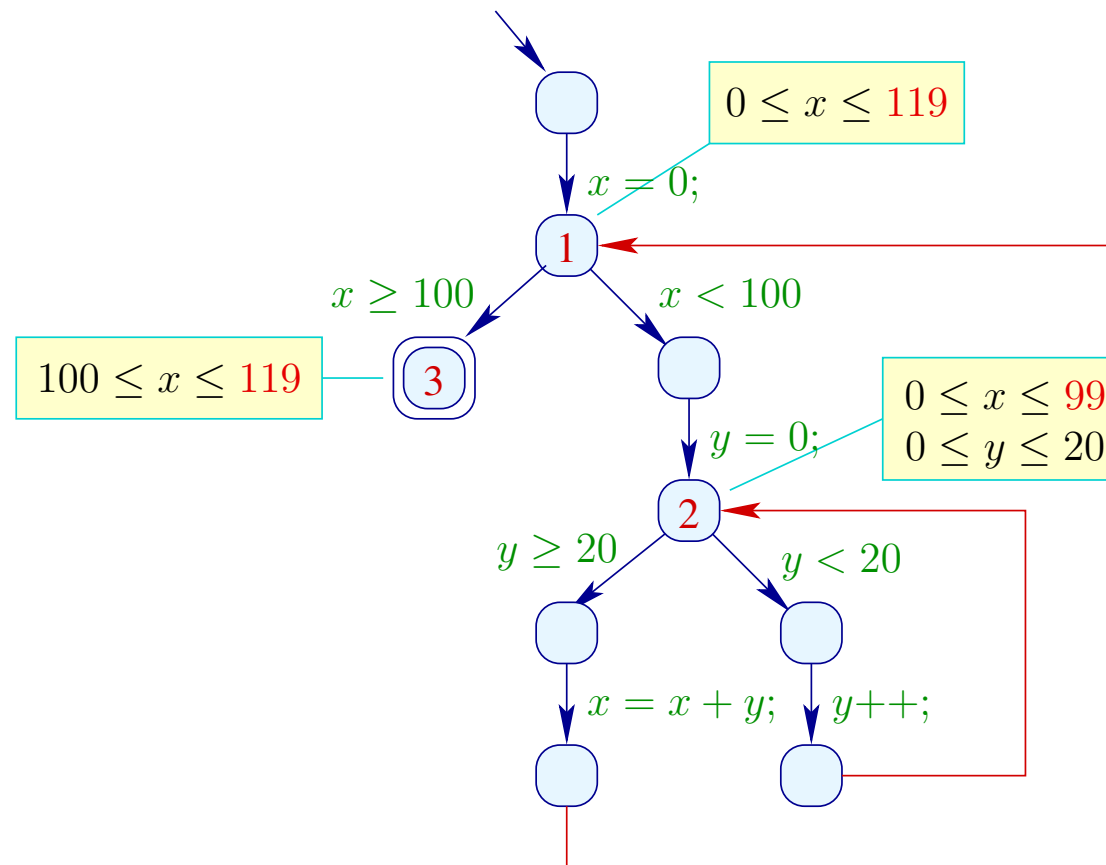 0 ≤ x ≤ 119
x = 0;
1
x ≥ 100
x < 100
100 ≤ x ≤ 119
3
0 ≤ x ≤ 99
0 ≤ y ≤ 20
y = 0;
2
y ≥ 20
y < 20
x = x + y;
y++;